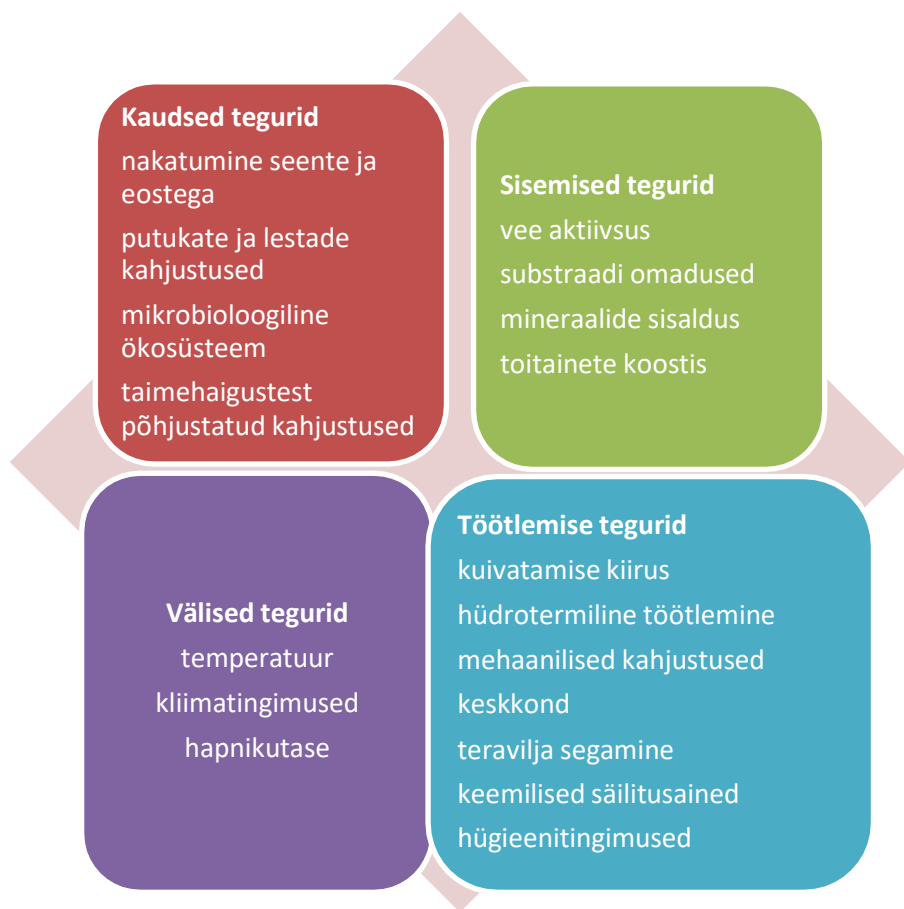 Kaudsed tegurid
nakatumine seente ja
eostega
putukate ja lestade
kahjustused
mikrobioloogiline
ökosüsteem
taimehaigustest
põhjustatud kahjustused
Sisemised tegurid
vee aktiivsus
substraadi omadused
mineraalide sisaldus
toitainete koostis
Välised tegurid
temperatuur
kliimatingimused
hapnikutase
Töötlemise tegurid
kuivatamise kiirus
hüdrotermiline töötlemine
mehaanilised kahjustused
keskkond
teravilja segamine
keemilised säilitusained
hügieenitingimused